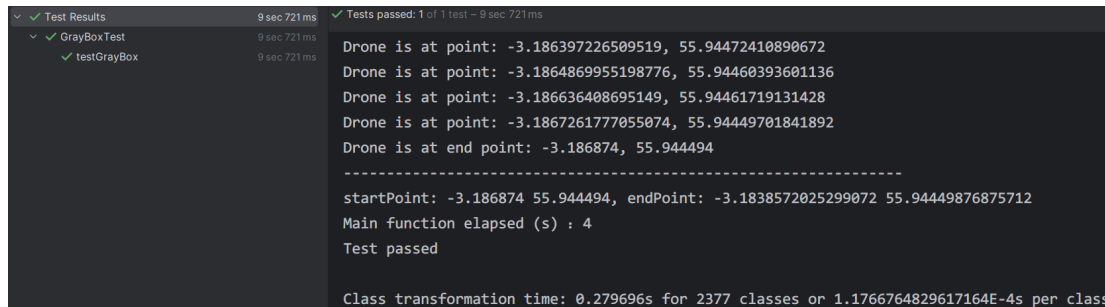 Test Results 9 sec 721 ms
GrayBoxTest 9 sec 721 ms
testGrayBox 9 sec 721 ms
Tests passed: 1 of 1 test – 9 sec 721 ms
Drone is at point: -3.186397226509519, 55.94472410890672
Drone is at point: -3.1864869955198776, 55.94460393601136
Drone is at point: -3.186636408695149, 55.94461719131428
Drone is at point: -3.1867261777055074, 55.94449701841892
Drone is at end point: -3.186874, 55.944494
-----------------------------------------------------------------
startPoint: -3.186874 55.944494, endPoint: -3.1838572025299072 55.94449876875712
Main function elapsed (s) : 4
Test passed
Class transformation time: 0.279696s for 2377 classes or 1.1766764829617164E-4s per clas